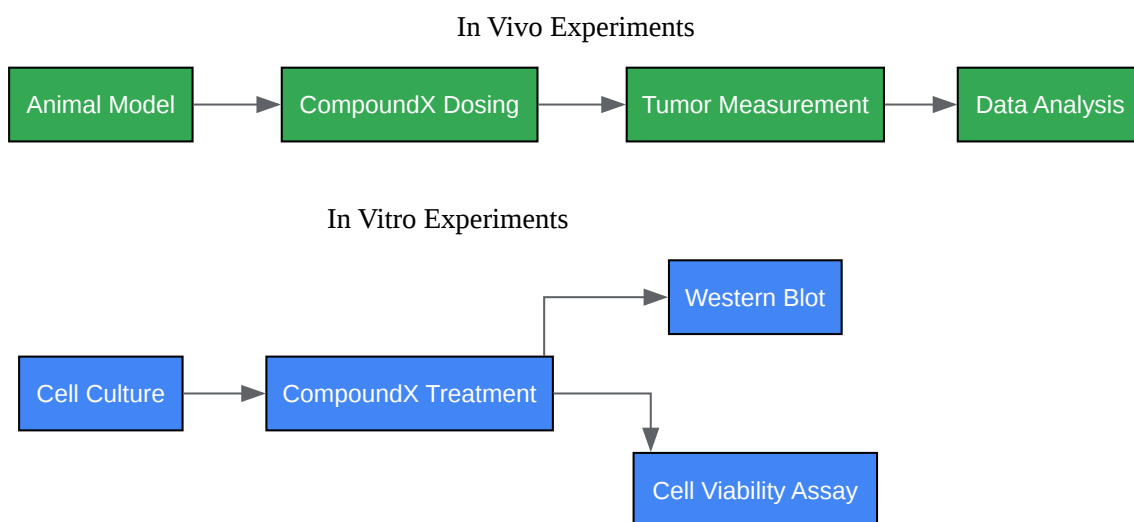 In Vivo Experiments
Animal Model
CompoundX Dosing
Tumor Measurement
Data Analysis
In Vitro Experiments
Western Blot
Cell Culture
CompoundX Treatment
Cell Viability Assay